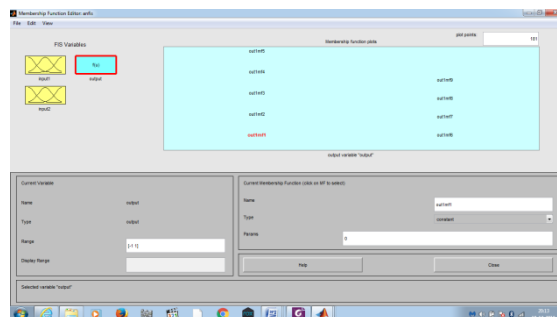 Membership Function Editor: anfis
File Edit View
FIS Variables
Membership function plots
plot points:
181
f(u)
input1
output
input2
out1mf5
out1mf4
out1mf3
out1mf2
out1mf1
out1mf9
out1mf8
out1mf7
out1mf6
output variable "output"
Current Variable
Name output
Type output
Range [-1 1]
Display Range
Current Membership Function (click on MF to select)
Name out1mf1
Type constant
Params 0
Help
Close
Selected variable "output"